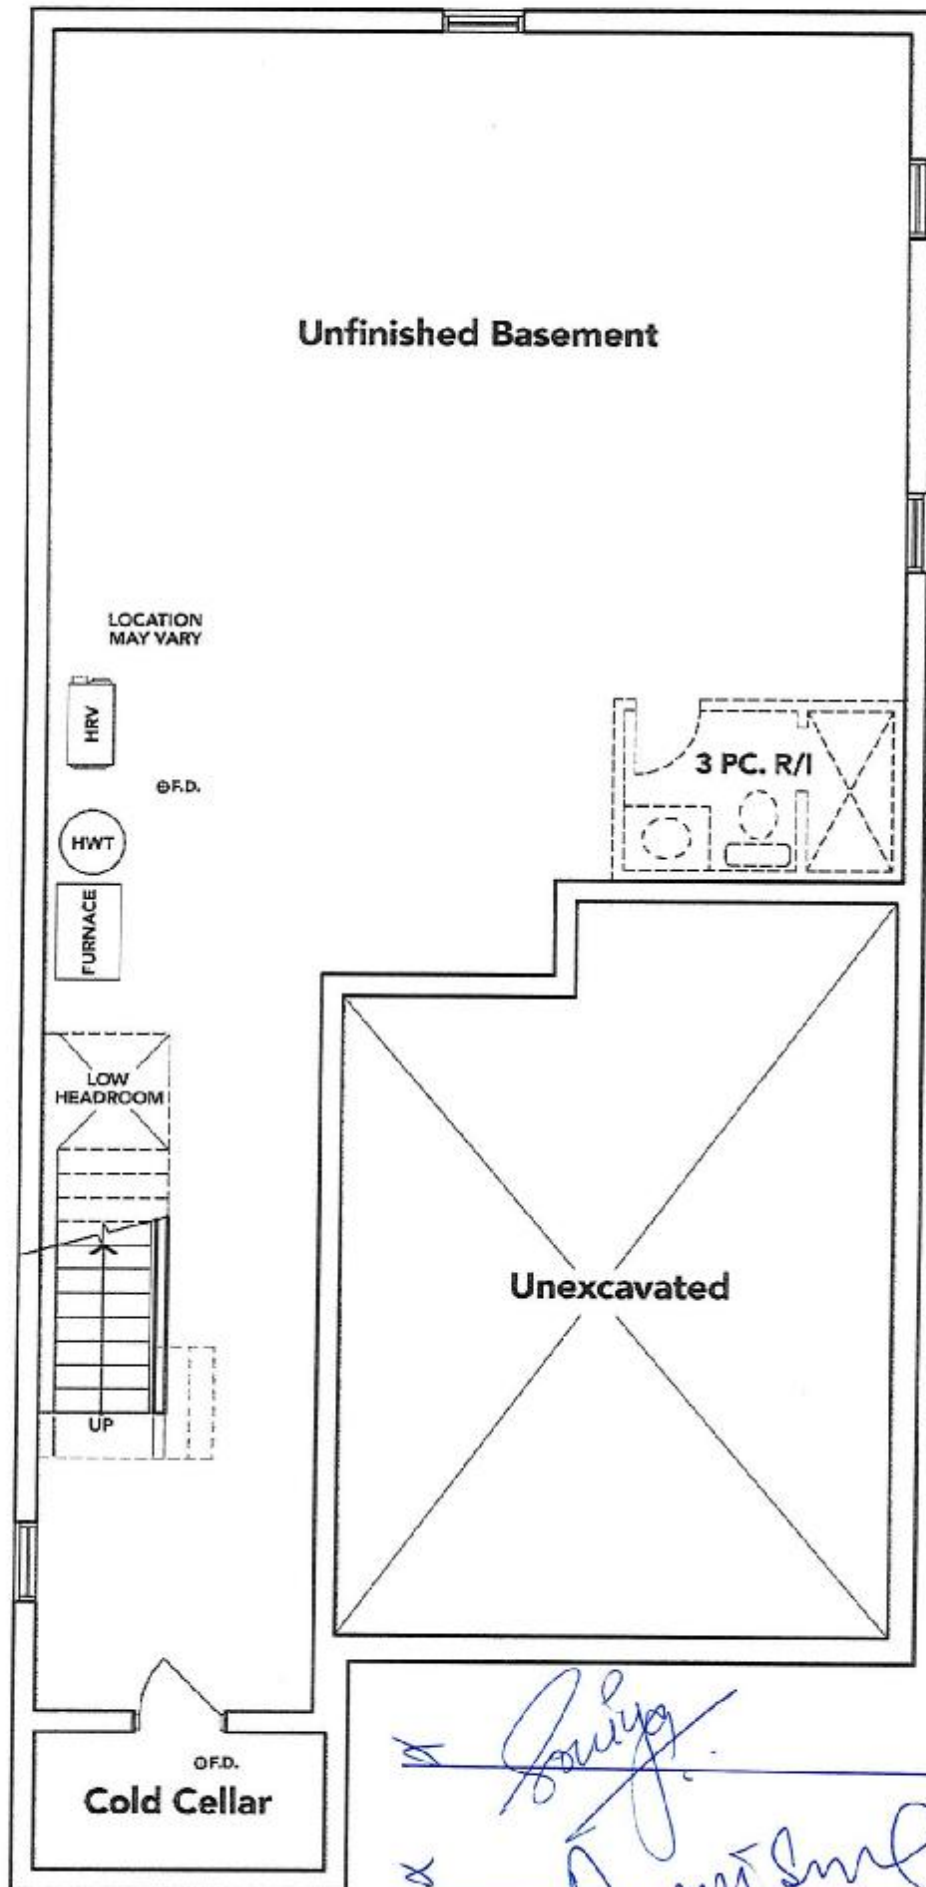 Unfinished Basement
LOCATION
MAY VARY
HRV
⊖F.D.
3 PC. R/I
HWT
FURNACE
LOW
HEADROOM
Unexcavated
UP
⊖F.D.
Cold Cellar
x
x